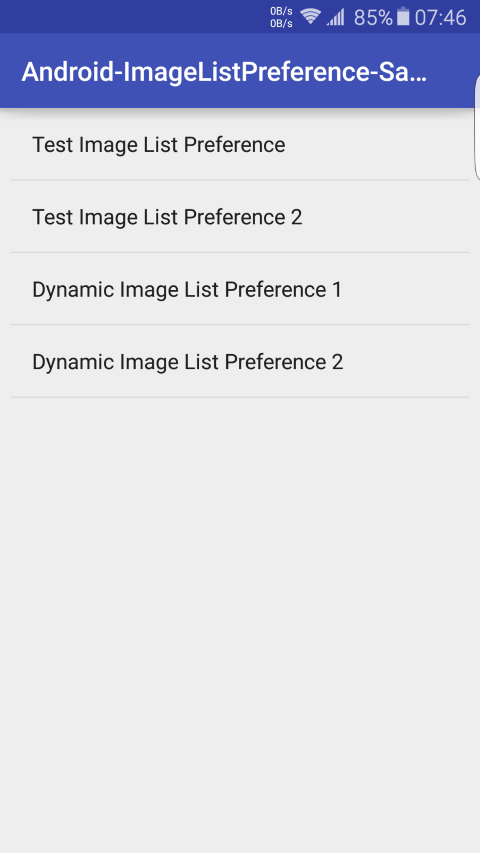 0B/s
0B/s
85% 07:46
Android-ImageListPreference-Sa...
Test Image List Preference
Test Image List Preference 2
Dynamic Image List Preference 1
Dynamic Image List Preference 2